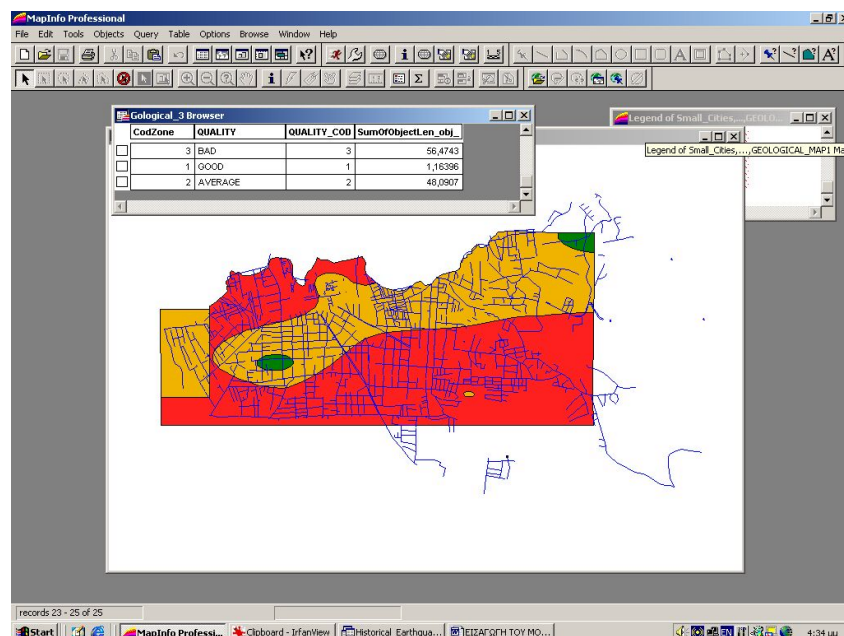 MapInfo Professional
File Edit Tools Objects Query Table Options Browse Window Help
Gological_3 Browser
CodZone QUALITY QUALITY_COD SumOfObjectLen_obj_
3 BAD 3 56,4743
1 GOOD 1 1,16396
2 AVERAGE 2 48,0907
Legend of Small_Cities,...,GEOLO...
Legend of Small_Cities,...,GEOLOGICAL_MAP1 Ma
records 23 - 25 of 25
Start MapInfo Professi... Clipboard - IrfanView Historical_Earthqua... ΕΙΣΑΓΩΓΗ ΤΟΥ ΜΟ... EN 4:34 μμ